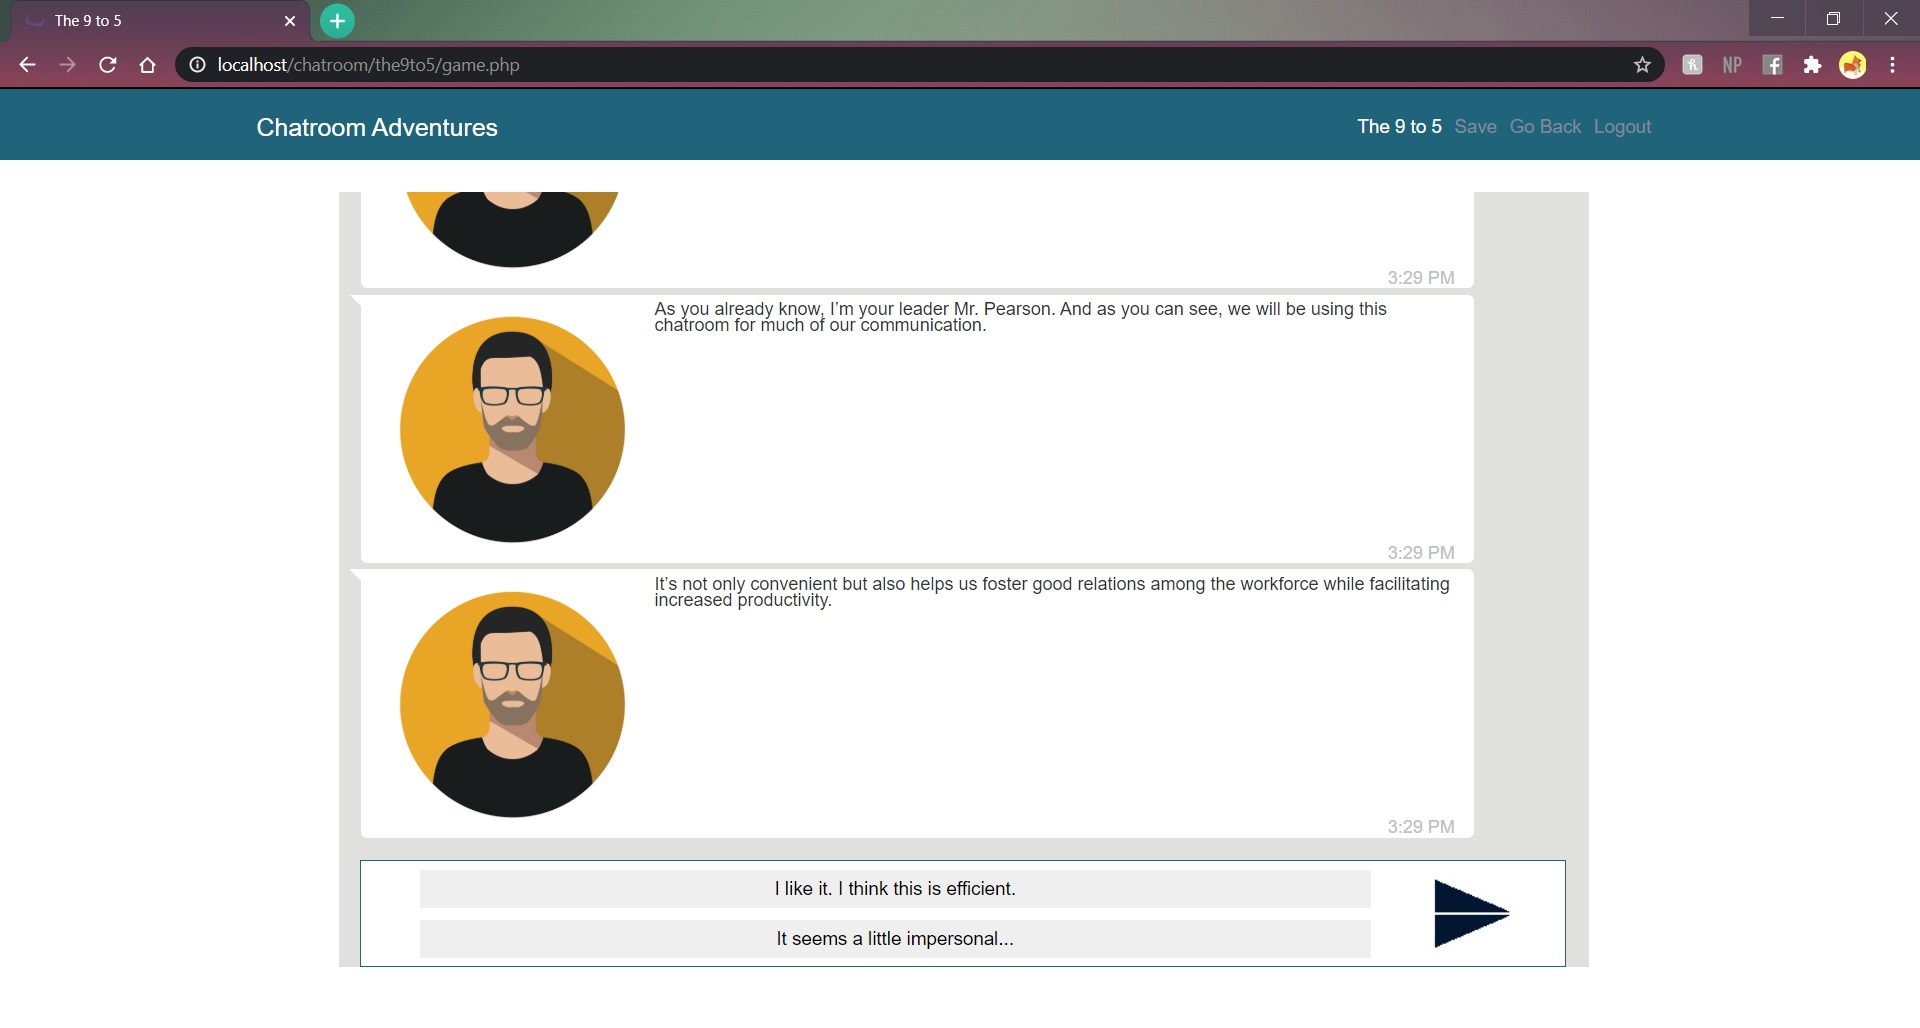 The 9 to 5
localhost/chatroom/the9to5/game.php
NP
Chatroom Adventures
The 9 to 5 Save Go Back Logout
3:29 PM
As you already know, I’m your leader Mr. Pearson. And as you can see, we will be using this
chatroom for much of our communication.
3:29 PM
It’s not only convenient but also helps us foster good relations among the workforce while facilitating
increased productivity.
3:29 PM
I like it. I think this is efficient.
It seems a little impersonal...